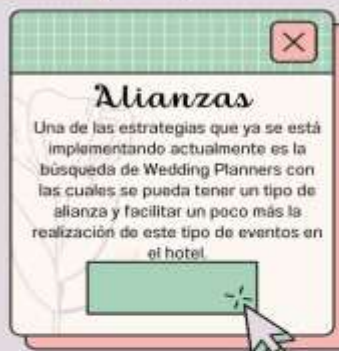 Alianzas
Una de las estrategias que ya se está
implementando actualmente es la
búsqueda de Wedding Planners con
las cuales se pueda tener un tipo de
alianza y facilitar un poco más la
realización de este tipo de eventos en
el hotel.